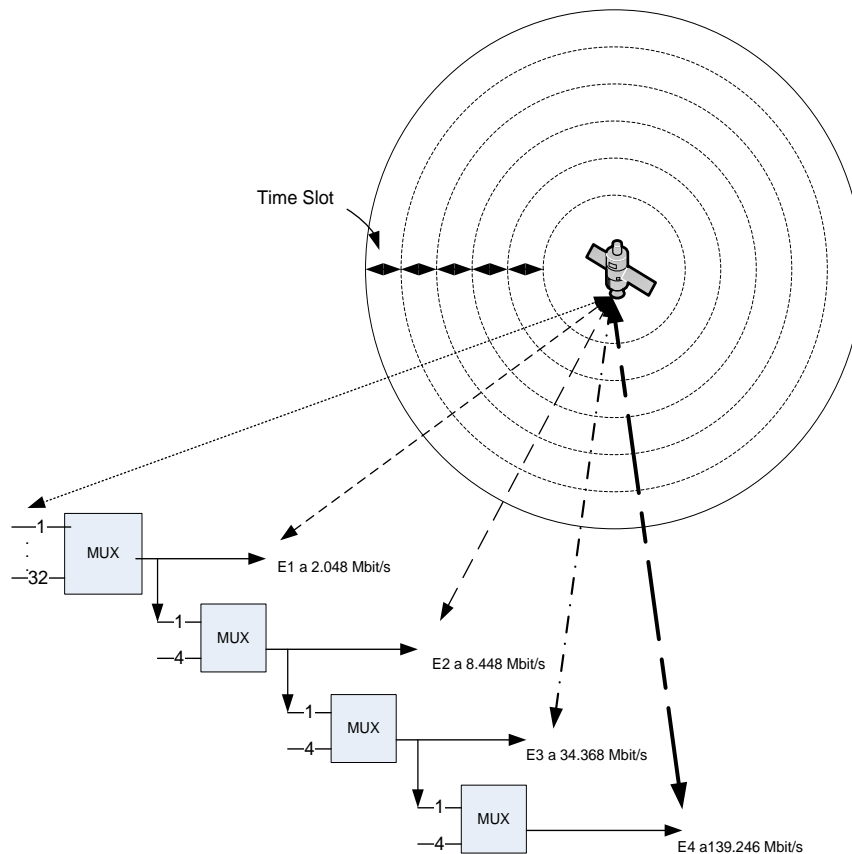 Time Slot
1
MUX
32
E1 a 2.048 Mbit/s
1
MUX
4
E2 a 8.448 Mbit/s
1
MUX
4
E3 a 34.368 Mbit/s
1
MUX
4
E4 a139.246 Mbit/s